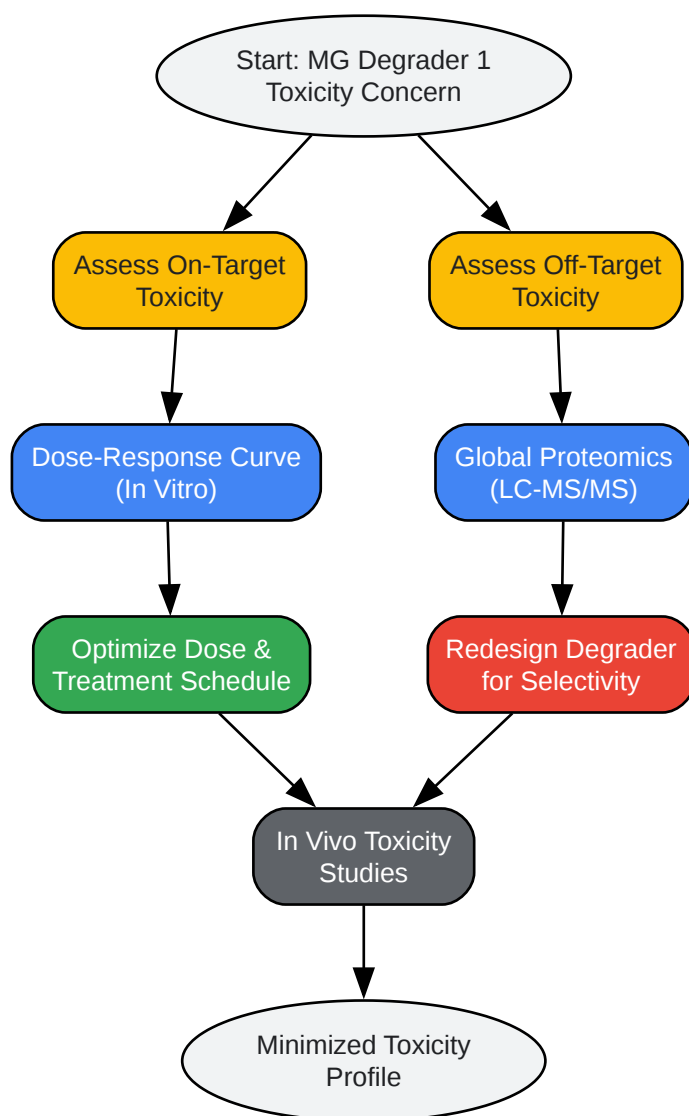 Start: MG Degrader 1
Toxicity Concern
Assess On-Target
Toxicity
Assess Off-Target
Toxicity
Dose-Response Curve
(In Vitro)
Global Proteomics
(LC-MS/MS)
Optimize Dose &
Treatment Schedule
Redesign Degrader
for Selectivity
In Vivo Toxicity
Studies
Minimized Toxicity
Profile